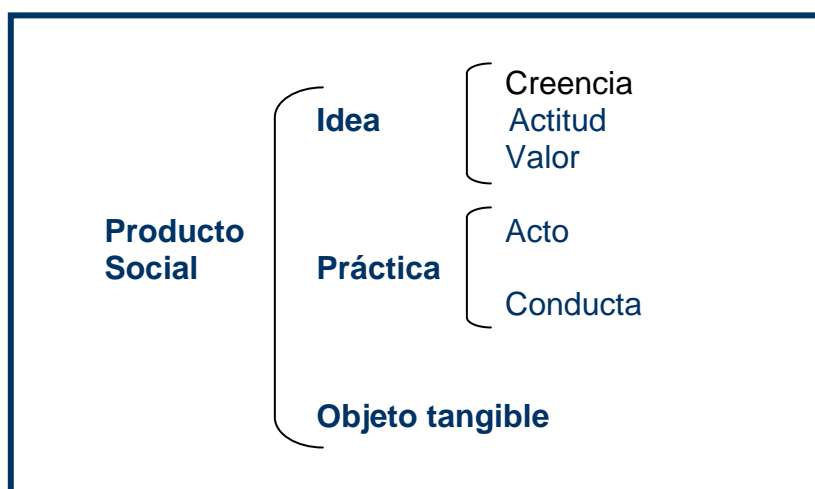 Producto
Social
Idea
Creencia
Actitud
Valor
Práctica
Acto
Conducta
Objeto tangible